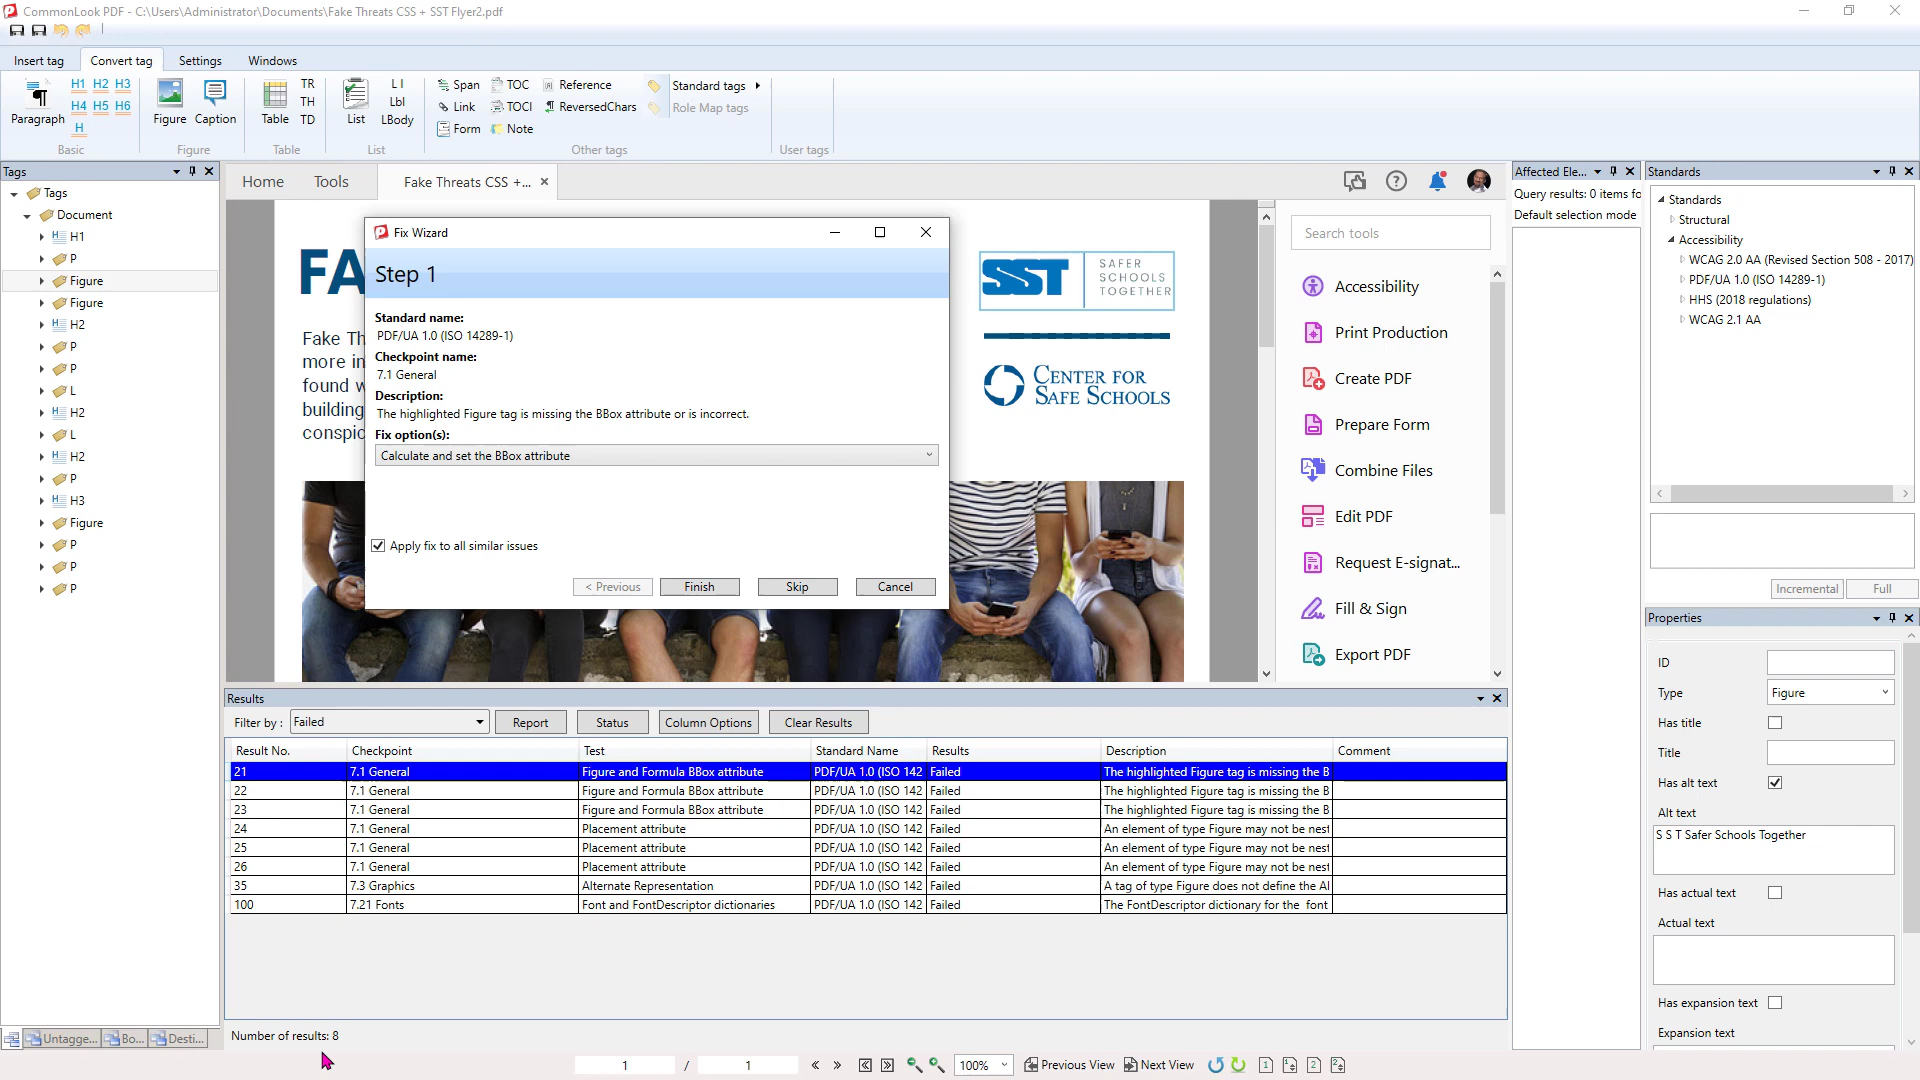 CommonLook PDF - C:\Users\Administrator\Documents\Fake Threats CSS + SST Flyer2.pdf
Insert tag
Convert tag
Settings
Windows
Paragraph
H1 H2 H3
H4 H5 H6
H
Basic
Figure
Caption
Figure
Table
TR
TH
TD
Table
List
L I
Lbl
LBody
List
Span
Link
Form
TOC
TOCI
Note
Reference
ReversedChars
Other tags
Standard tags
Role Map tags
User tags
Tags
Tags
Document
H1
P
Figure
Figure
H2
P
P
L
H2
L
H2
P
H3
Figure
P
P
P
Untagge...
Bo...
Desti...
Home
Tools
Fake Threats CSS +...
FA
Fake Th
more in
found w
building
conspic
SST
SAFER
SCHOOLS
TOGETHER
CENTER FOR
SAFE SCHOOLS
Fix Wizard
Step 1
Standard name:
PDF/UA 1.0 (ISO 14289-1)
Checkpoint name:
7.1 General
Description:
The highlighted Figure tag is missing the BBox attribute or is incorrect.
Fix option(s):
Calculate and set the BBox attribute
Apply fix to all similar issues
< Previous
Finish
Skip
Cancel
Search tools
Accessibility
Print Production
Create PDF
Prepare Form
Combine Files
Edit PDF
Request E-signat...
Fill & Sign
Export PDF
Affected Ele...
Query results: 0 items fo
Default selection mode
Standards
Standards
Structural
Accessibility
WCAG 2.0 AA (Revised Section 508 - 2017)
PDF/UA 1.0 (ISO 14289-1)
HHS (2018 regulations)
WCAG 2.1 AA
Incremental
Full
Properties
ID
Type
Figure
Has title
Title
Has alt text
Alt text
S S T Safer Schools Together
Has actual text
Actual text
Has expansion text
Expansion text
Results
Filter by :
Failed
Report
Status
Column Options
Clear Results
Result No. Checkpoint Test Standard Name Results Description Comment
21 7.1 General Figure and Formula BBox attribute PDF/UA 1.0 (ISO 142 Failed The highlighted Figure tag is missing the B
22 7.1 General Figure and Formula BBox attribute PDF/UA 1.0 (ISO 142 Failed The highlighted Figure tag is missing the B
23 7.1 General Figure and Formula BBox attribute PDF/UA 1.0 (ISO 142 Failed The highlighted Figure tag is missing the B
24 7.1 General Placement attribute PDF/UA 1.0 (ISO 142 Failed An element of type Figure may not be nest
25 7.1 General Placement attribute PDF/UA 1.0 (ISO 142 Failed An element of type Figure may not be nest
26 7.1 General Placement attribute PDF/UA 1.0 (ISO 142 Failed An element of type Figure may not be nest
35 7.3 Graphics Alternate Representation PDF/UA 1.0 (ISO 142 Failed A tag of type Figure does not define the Al
100 7.21 Fonts Font and FontDescriptor dictionaries PDF/UA 1.0 (ISO 142 Failed The FontDescriptor dictionary for the font
Number of results: 8
1 / 1
100%
Previous View
Next View